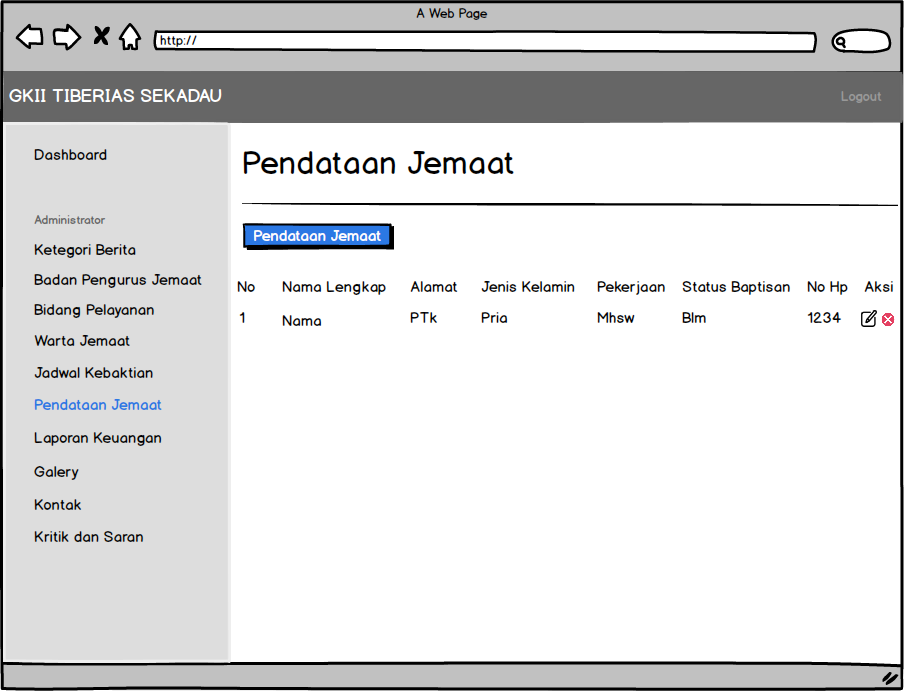 A Web Page
http://
GKII TIBERIAS SEKADAU
Logout
Dashboard
Administrator
Ketegori Berita
Badan Pengurus Jemaat
Bidang Pelayanan
Warta Jemaat
Jadwal Kebaktian
Pendataan Jemaat
Laporan Keuangan
Galery
Kontak
Kritik dan Saran
Pendataan Jemaat
Pendataan Jemaat
No Nama Lengkap Alamat Jenis Kelamin Pekerjaan Status Baptisan No Hp Aksi
1 Nama PTk Pria Mhsw Blm 1234